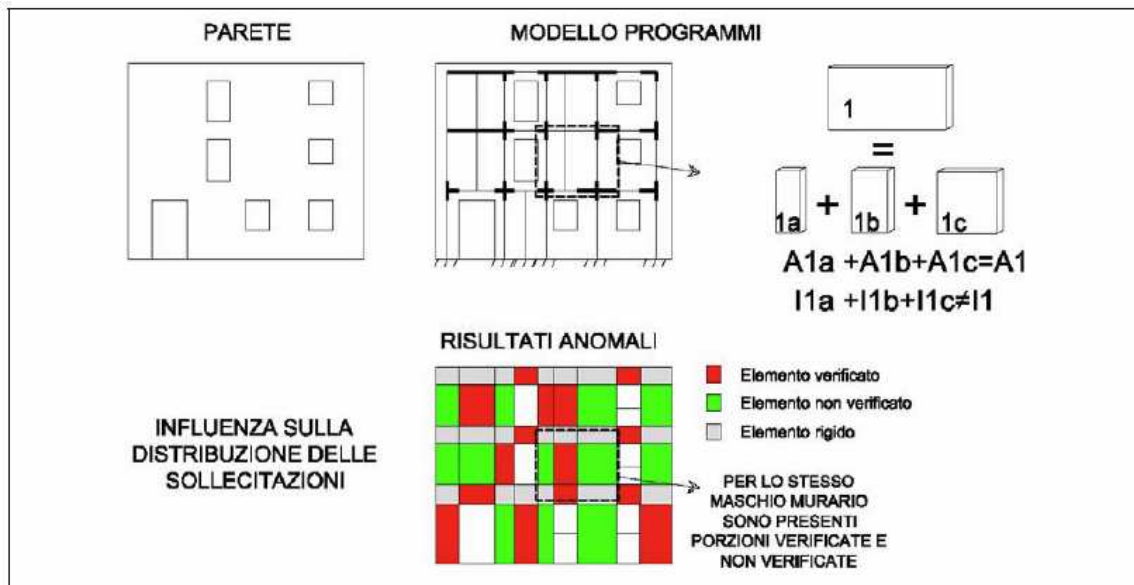 PARETE
MODELLO PROGRAMMI
1
=
1a + 1b + 1c
A1a +A1b+A1c=A1
I1a +I1b+I1c≠I1
RISULTATI ANOMALI
Elemento verificato
Elemento non verificato
Elemento rigido
INFLUENZA SULLA
DISTRIBUZIONE DELLE
SOLLECITAZIONI
PER LO STESSO
MASCHIO MURARIO
SONO PRESENTI
PORZIONI VERIFICATE E
NON VERIFICATE